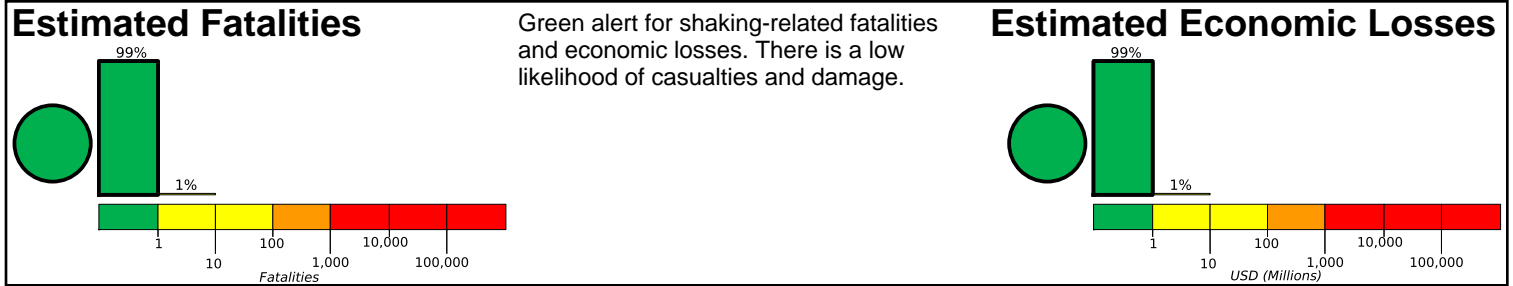 Estimated Fatalities
99%
1%
1
100
10,000
10
1,000
100,000
Fatalities
Green alert for shaking-related fatalities
and economic losses. There is a low
likelihood of casualties and damage.
Estimated Economic Losses
99%
1%
1
100
10,000
10
1,000
100,000
USD (Millions)